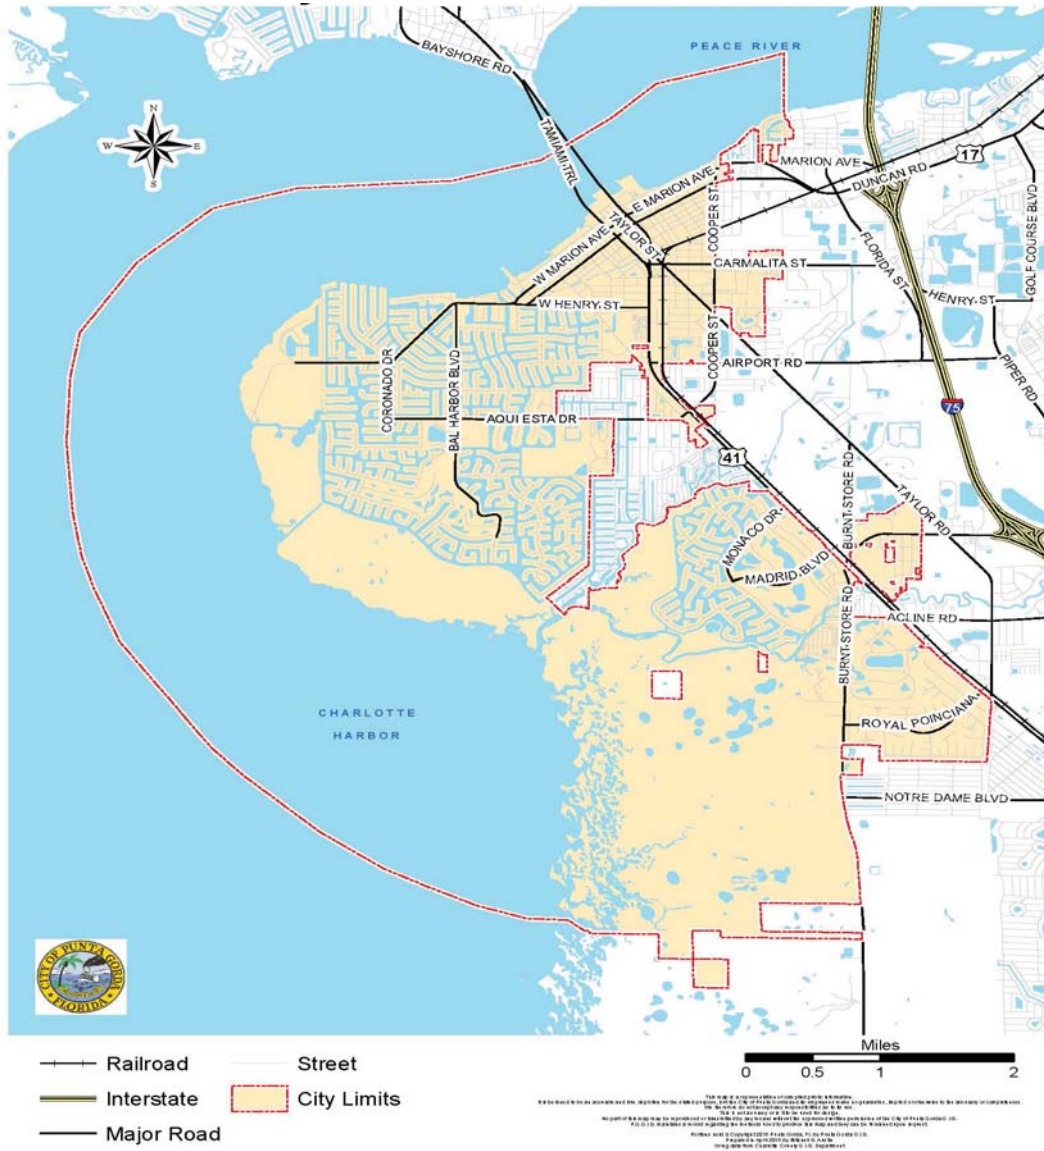 PEACE RIVER
BAYSHORE RD
N
W
E
S
TAMIAMI TRL
MARION AVE
17
DUNCAN RD
E MARION AVE
COOPER ST
TAYLOR ST
W MARION AVE
CARMALITA ST
FLORIDA ST
GOLF COURSE BLVD
HENRY ST
W HENRY ST
COOPER ST
AIRPORT RD
PIPER RD
CORONADO DR
BAL HARBOR BLVD
75
AQUI ESTA DR
41
BURNT STORE RD
TAYLOR RD
MONACO DR
MADRID BLVD
ACLINE RD
BURNT STORE RD
CHARLOTTE
HARBOR
ROYAL POINCIANA
NOTRE DAME BLVD
CITY OF PUNTA GORDA
FLORIDA
Miles
0 0.5 1 2
Railroad
Street
Interstate
City Limits
Major Road